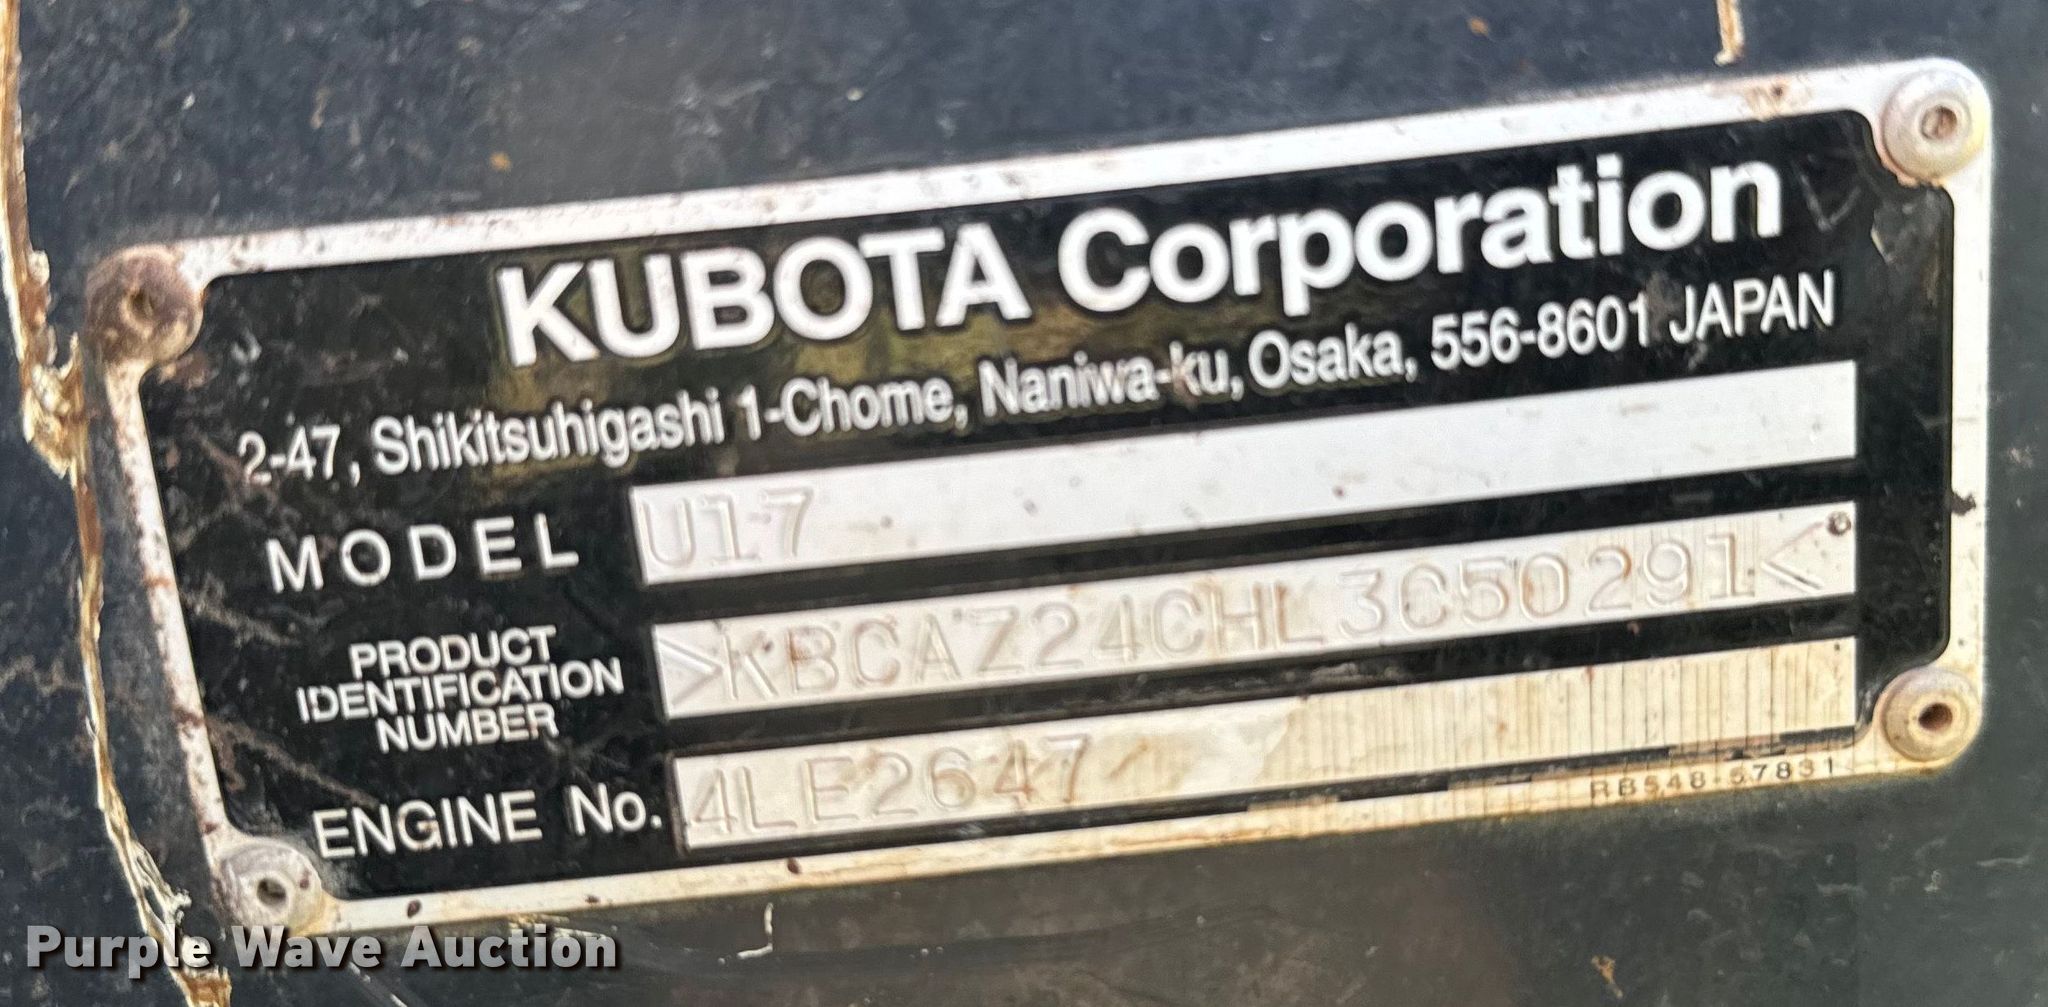 KUBOTA Corporation
2-47, Shikitsuhigashi 1-Chome, Naniwa-ku, Osaka, 556-8601 JAPAN
MODEL U17
PRODUCT
IDENTIFICATION
NUMBER
>KBCAZ24CHL3C50291<
ENGINE No. 4LE2647
RB548-57831
Purple Wave Auction